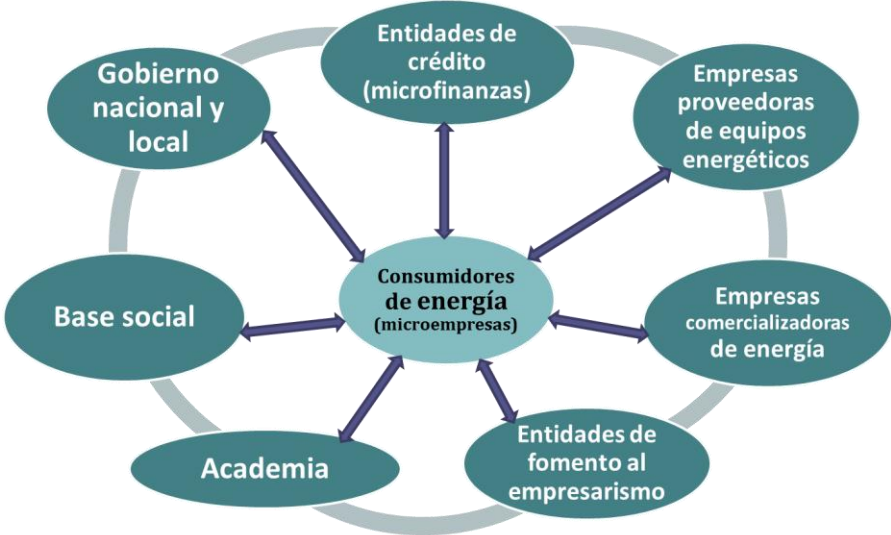 Entidades de
crédito
(microfinanzas)
Gobierno
nacional y
local
Empresas
proveedoras
de equipos
energéticos
Consumidores
de energía
(microempresas)
Base social
Empresas
comercializadoras
de energía
Academia
Entidades de
fomento al
empresarismo